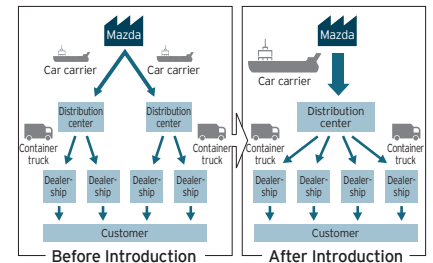 Mazda
Car carrier
Car carrier
Distribution
center
Distribution
center
Container
truck
Container
truck
Dealer-
ship
Dealer-
ship
Dealer-
ship
Dealer-
ship
Customer
Before Introduction
Mazda
Car carrier
Distribution
center
Container
truck
Container
truck
Dealer-
ship
Dealer-
ship
Dealer-
ship
Dealer-
ship
Customer
After Introduction